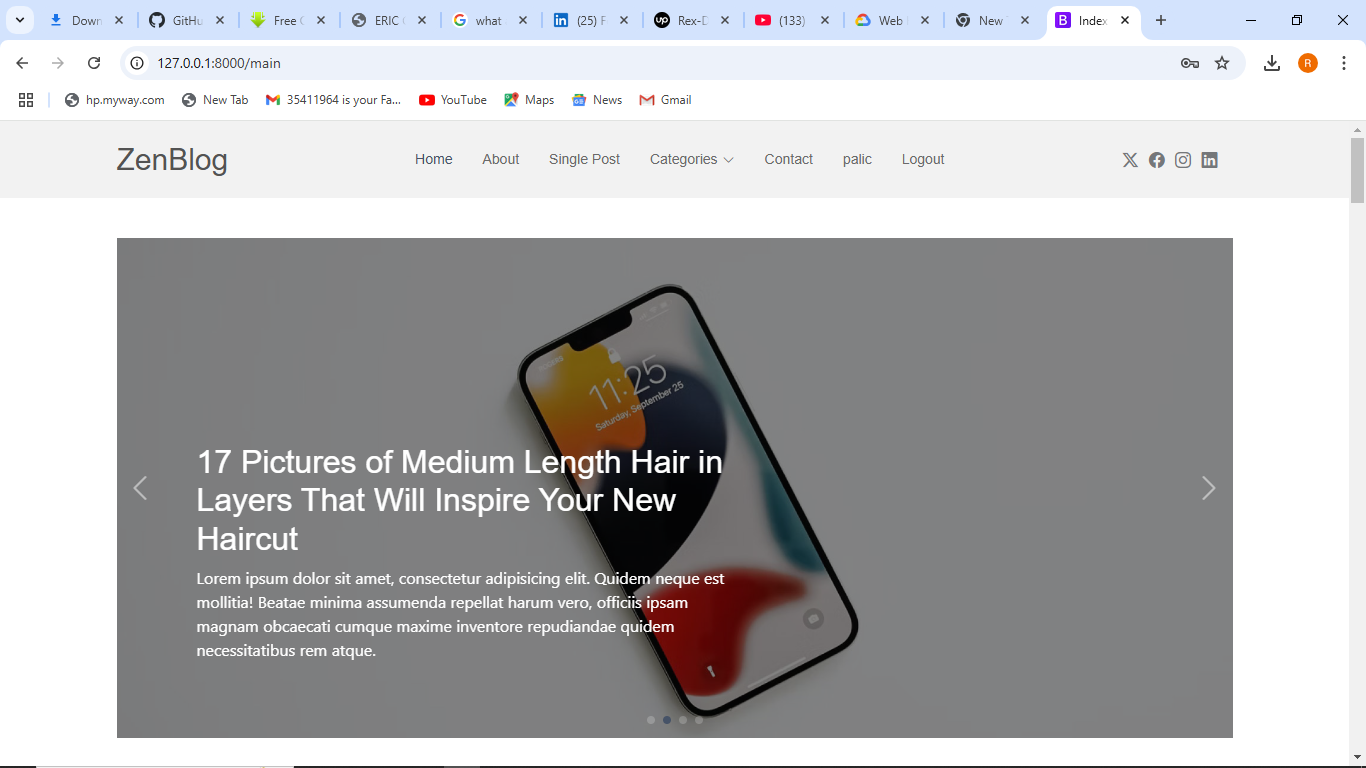 Down
GitHu
Free C
ERIC
what
(25) F
Rex-D
(133)
Web
New
Index
127.0.0.1:8000/main
R
hp.myway.com
New Tab
35411964 is your Fa...
YouTube
Maps
News
Gmail
ZenBlog
Home
About
Single Post
Categories
Contact
palic
Logout
11:25
Saturday, September 25
17 Pictures of Medium Length Hair in
Layers That Will Inspire Your New
Haircut
Lorem ipsum dolor sit amet, consectetur adipisicing elit. Quidem neque est
mollitia! Beatae minima assumenda repellat harum vero, officiis ipsam
magnam obcaecati cumque maxime inventore repudiandae quidem
necessitatibus rem atque.